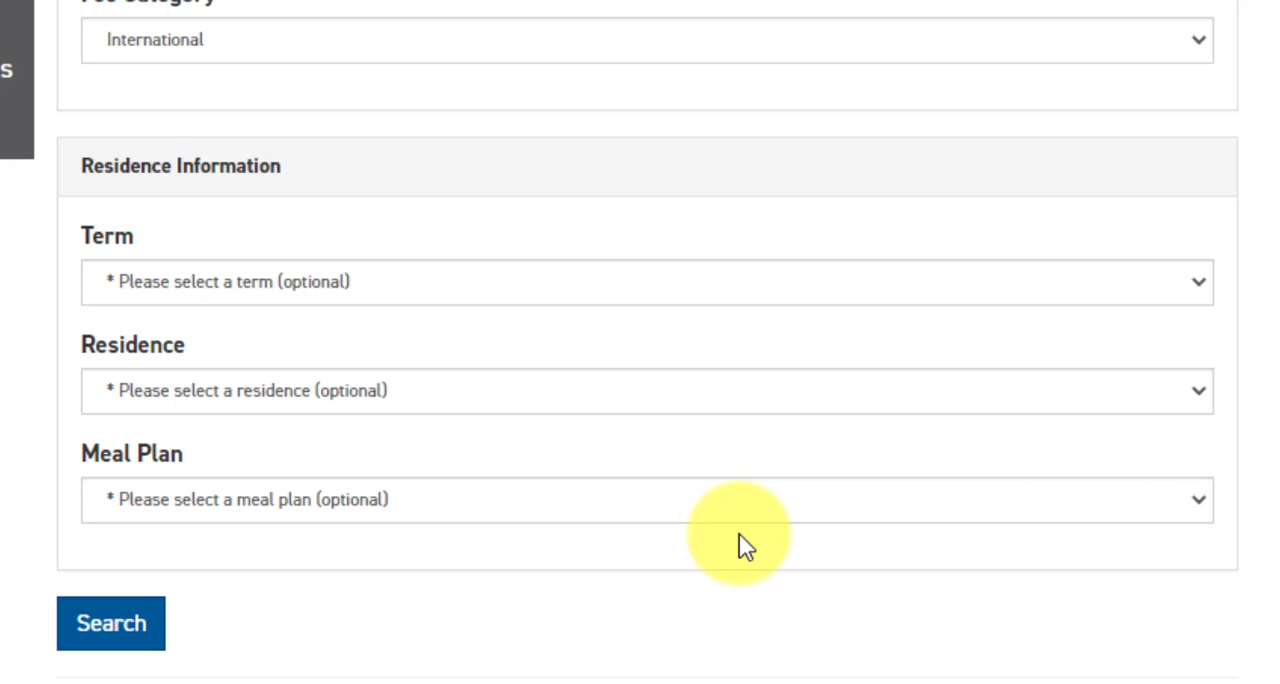 International
Residence Information
Term
* Please select a term (optional)
Residence
* Please select a residence (optional)
Meal Plan
* Please select a meal plan (optional)
Search